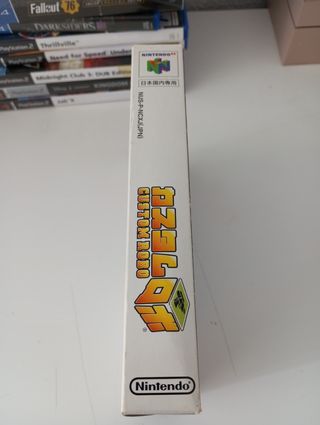 Fallout 76
DARKSIDERS
Thrillville
Need for Speed. Under
Midnight Club 3: DUB Edition
NINTENDO 64
日本国内専用
NUS-P-NCXJ(JPN)
カスタムロボ
CUSTOM ROBO
Nintendo